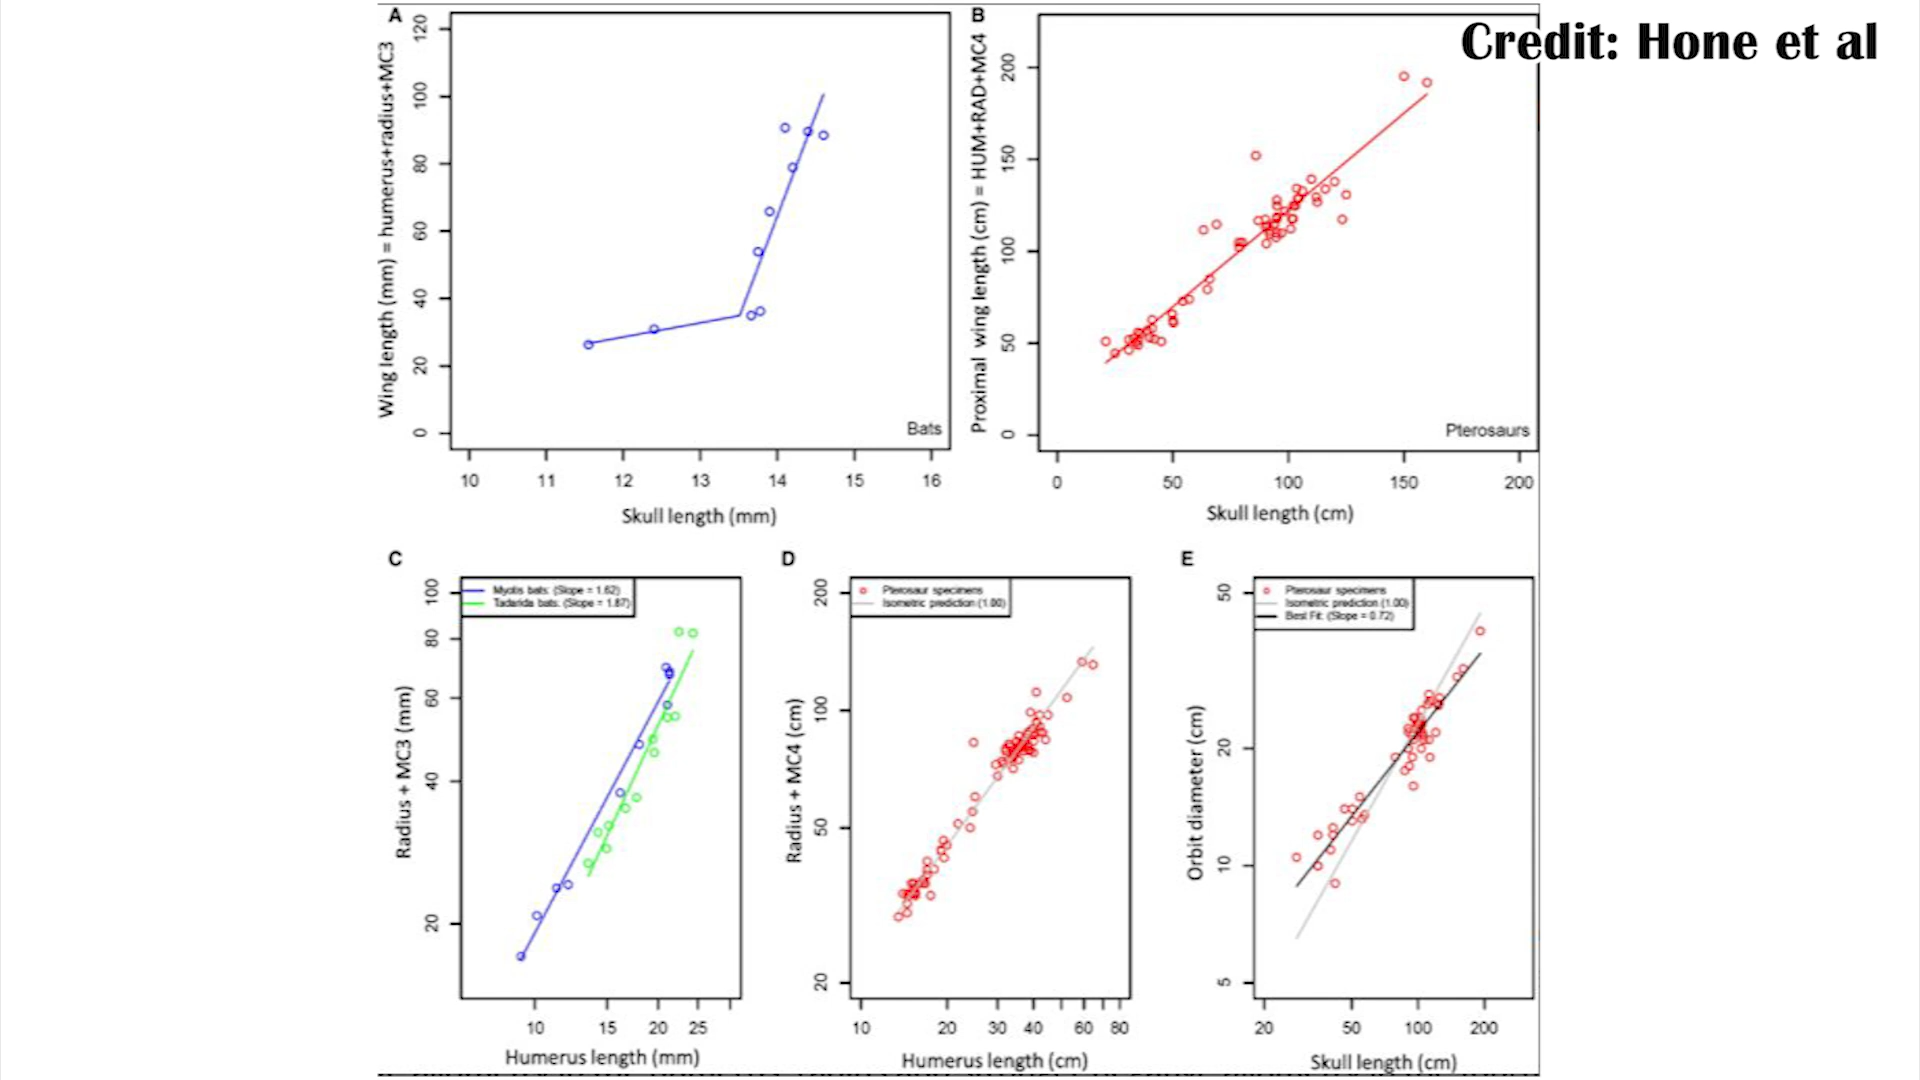 Credit: Hone et al
A
Wing length (mm) = humerus+radius+MC3
120
100
80
60
40
20
0
Bats
10 11 12 13 14 15 16
Skull length (mm)
B
Proximal wing length (cm) = HUM+RAD+MC4
200
150
100
50
0
Pterosaurs
0 50 100 150 200
Skull length (cm)
C
Myotis bats: (Slope = 1.62)
Tadarida bats: (Slope = 1.87)
Radius + MC3 (mm)
100
80
60
40
20
10 15 20 25
Humerus length (mm)
D
Pterosaur specimens
Isometric prediction (1.00)
Radius + MC4 (cm)
200
100
50
20
10 20 30 40 60 80
Humerus length (cm)
E
Pterosaur specimens
Isometric prediction (1.00)
Best Fit: (Slope = 0.72)
Orbit diameter (cm)
50
20
10
5
20 50 100 200
Skull length (cm)